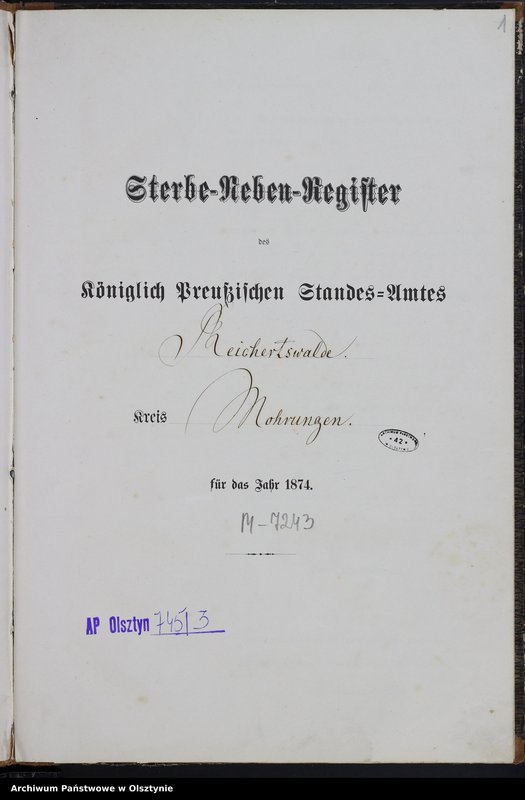 1
Sterbe-Neben-Register
des
Königlich Preußischen Standes=Amtes
Reichertswalde.
Kreis Mohrungen.
* 42 *
für das Jahr 1874.
M-7243
AP Olsztyn 745/3
Archiwum Państwowe w Olsztynie